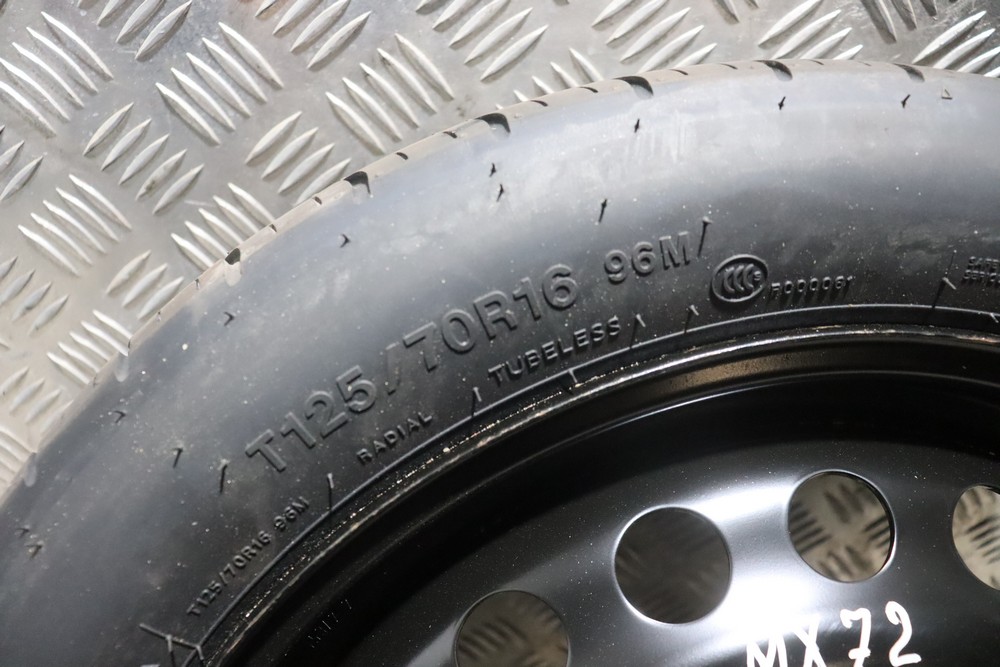 T125/70R16 96M
RADIAL TUBELESS
CCC S
T125/70R16 96M
MX72